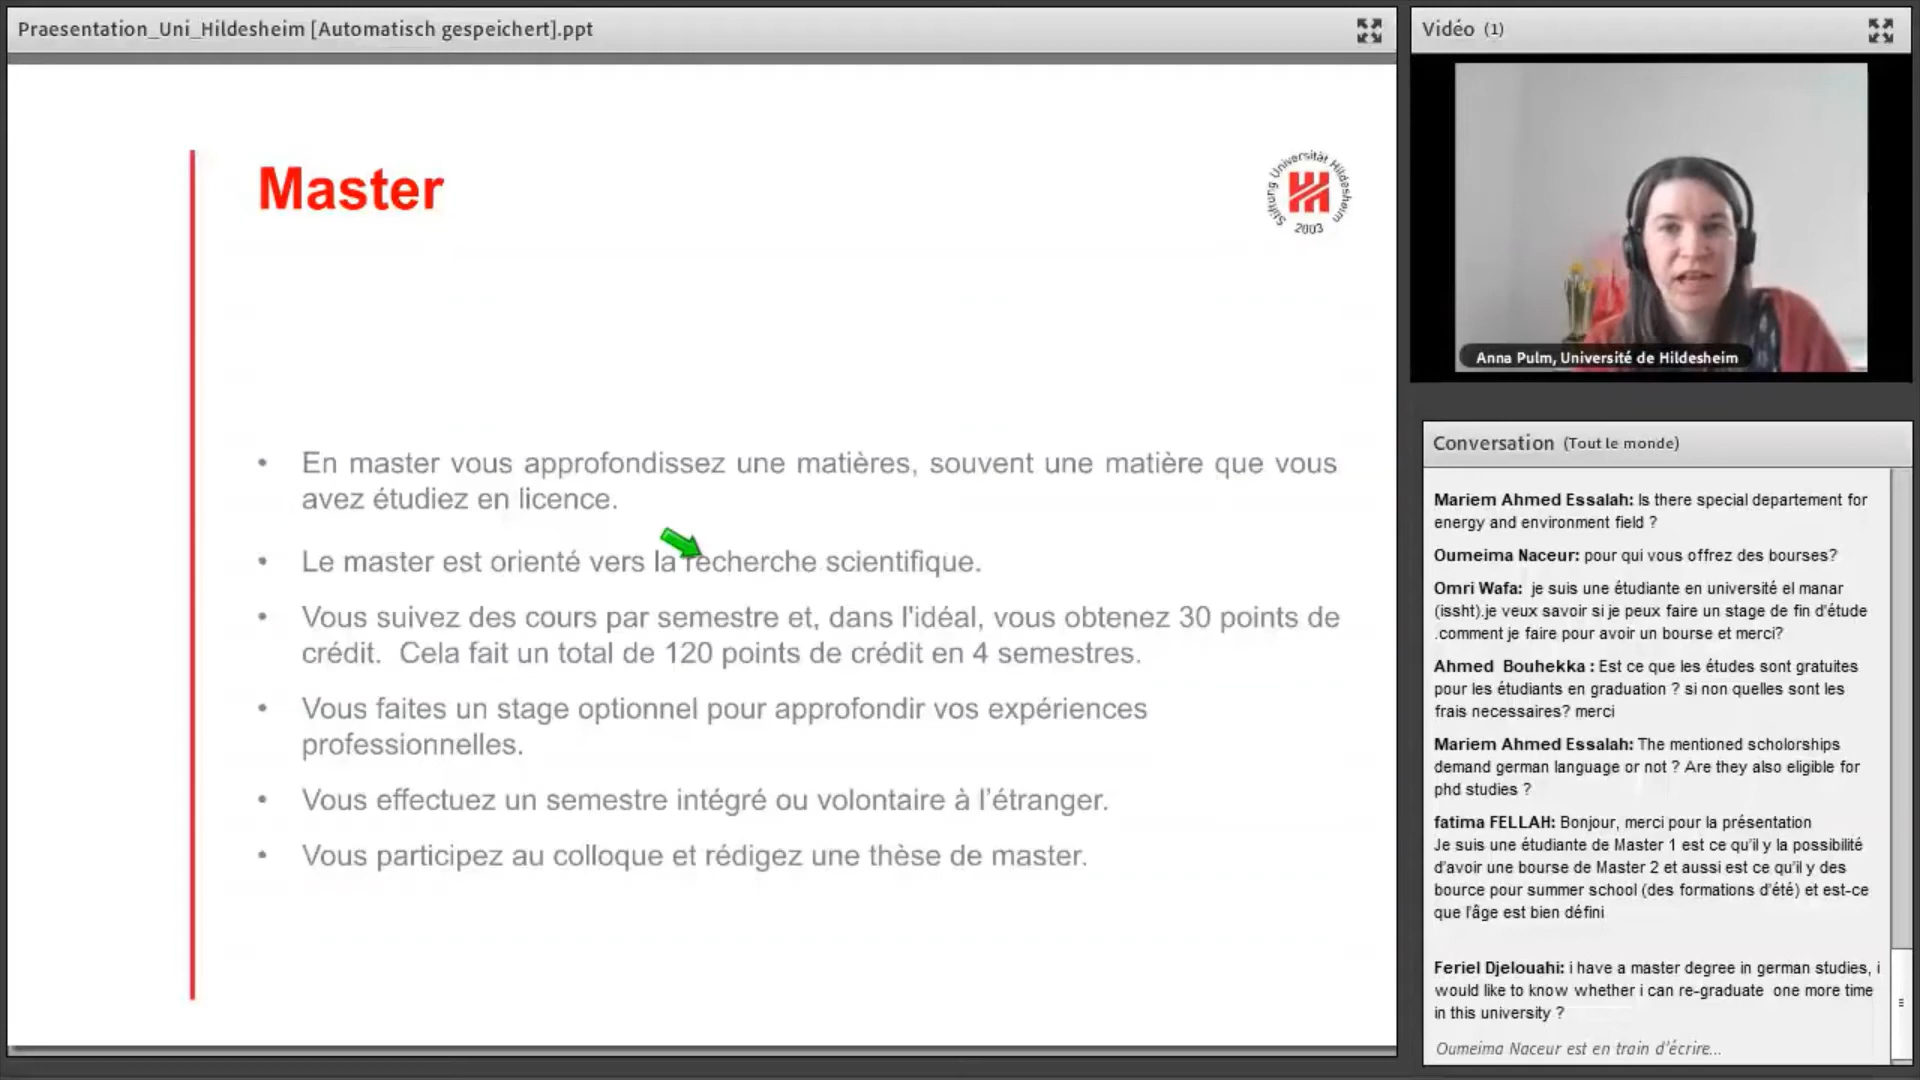 Praesentation_Uni_Hildesheim [Automatisch gespeichert].ppt
Master
Stiftung Universität Hildesheim
2003
• En master vous approfondissez une matières, souvent une matière que vous
avez étudiez en licence.
• Le master est orienté vers la recherche scientifique.
• Vous suivez des cours par semestre et, dans l'idéal, vous obtenez 30 points de
crédit. Cela fait un total de 120 points de crédit en 4 semestres.
• Vous faites un stage optionnel pour approfondir vos expériences
professionnelles.
• Vous effectuez un semestre intégré ou volontaire à l’étranger.
• Vous participez au colloque et rédigez une thèse de master.
Vidéo (1)
Anna Pulm, Université de Hildesheim
Conversation (Tout le monde)
Mariem Ahmed Essalah: Is there special departement for
energy and environment field ?
Oumeima Naceur: pour qui vous offrez des bourses?
Omri Wafa: je suis une étudiante en université el manar
(issht).je veux savoir si je peux faire un stage de fin d'étude
.comment je faire pour avoir un bourse et merci?
Ahmed Bouhekka : Est ce que les études sont gratuites
pour les étudiants en graduation ? si non quelles sont les
frais necessaires? merci
Mariem Ahmed Essalah: The mentioned scholorships
demand german language or not ? Are they also eligible for
phd studies ?
fatima FELLAH: Bonjour, merci pour la présentation
Je suis une étudiante de Master 1 est ce qu'il y la possibilité
d'avoir une bourse de Master 2 et aussi est ce qu'il y des
bource pour summer school (des formations d'été) et est-ce
que l'âge est bien défini
Feriel Djelouahi: i have a master degree in german studies, i
would like to know whether i can re-graduate one more time
in this university ?
Oumeima Naceur est en train d'écrire...